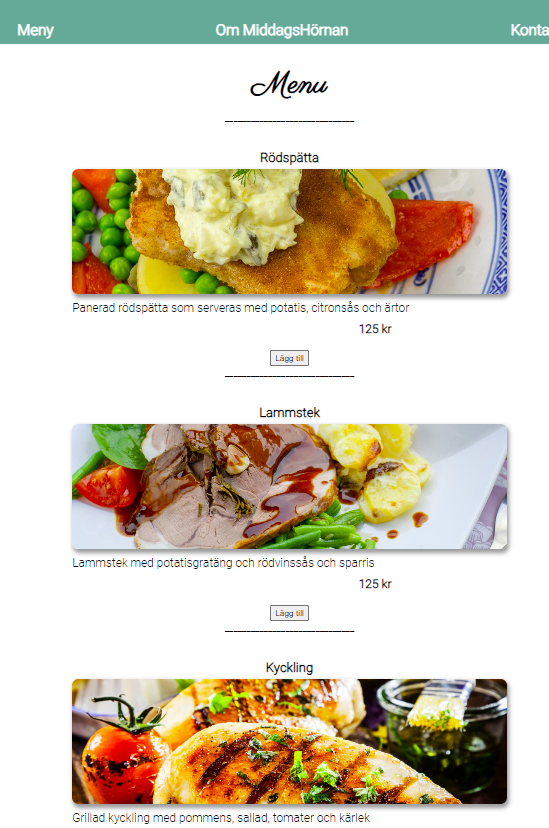 Meny Om MiddagsHörnan Konta
Menu
Rödspätta
Panerad rödspätta som serveras med potatis, citronsås och ärtor
125 kr
Lägg till
Lammstek
Lammstek med potatisgratäng och rödvinssås och sparris
125 kr
Lägg till
Kyckling
Grillad kyckling med pommens, sallad, tomater och kärlek